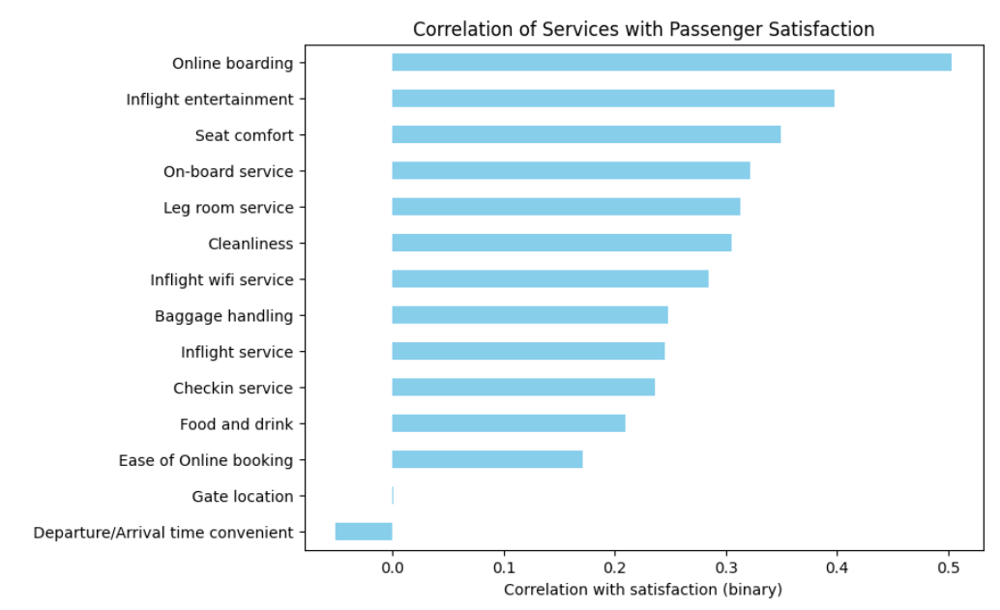 Correlation of Services with Passenger Satisfaction
Online boarding
Inflight entertainment
Seat comfort
On-board service
Leg room service
Cleanliness
Inflight wifi service
Baggage handling
Inflight service
Checkin service
Food and drink
Ease of Online booking
Gate location
Departure/Arrival time convenient
0.0 0.1 0.2 0.3 0.4 0.5
Correlation with satisfaction (binary)